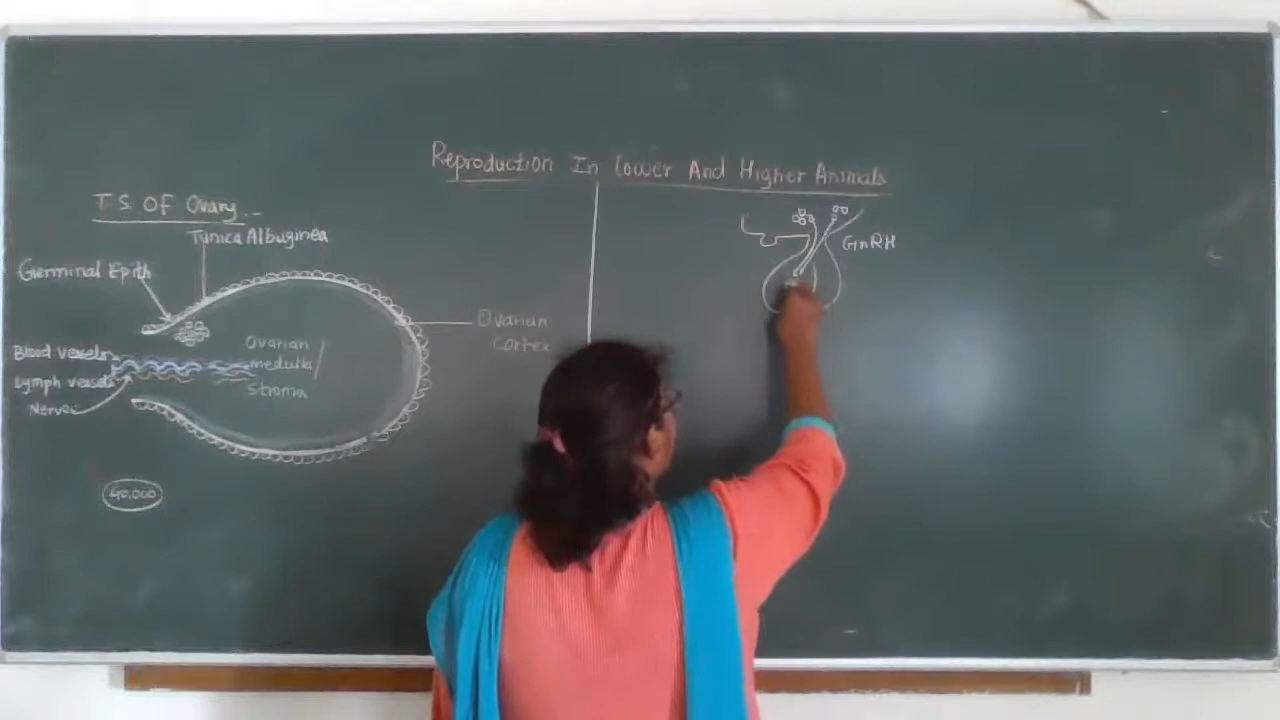 Reproduction In Lower And Higher Animals
T.S. OF Ovary..
Tunica Albuginea
Germinal Epith
Blood vessels
Lymph vessels
Nerves
Ovarian
medulla/
Stroma
Ovarian
cortex
40,000
GnRH